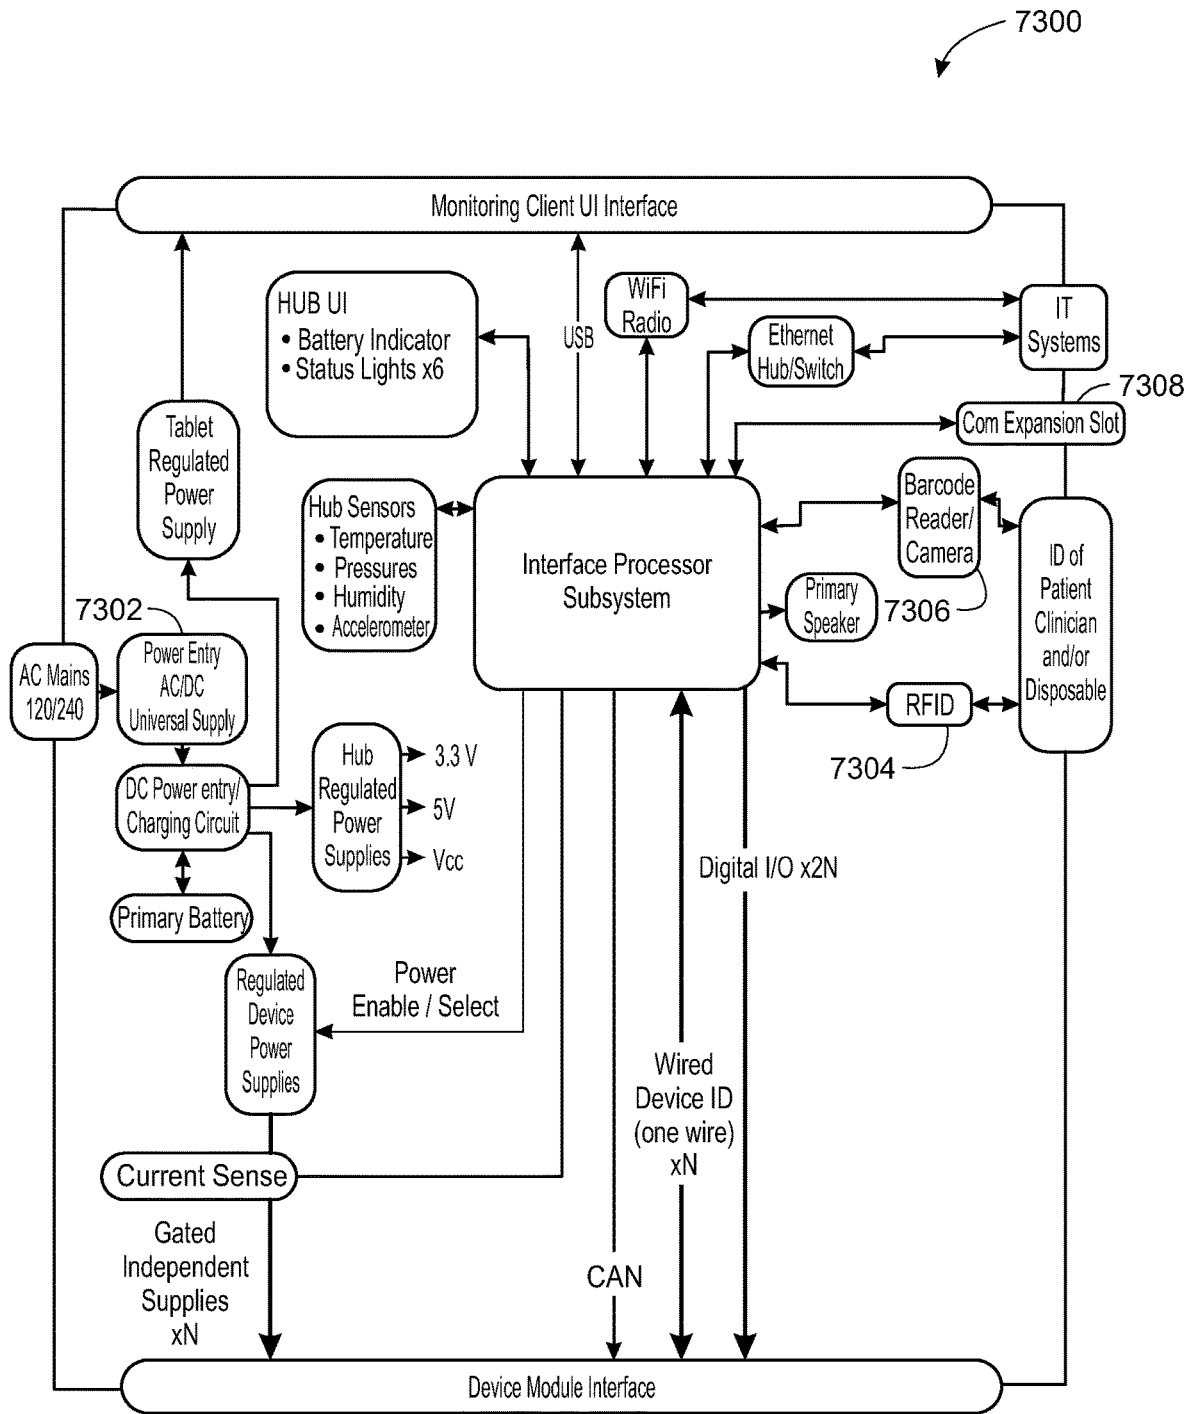 7300
Monitoring Client UI Interface
HUB UI
• Battery Indicator
• Status Lights x6
USB
WiFi
Radio
Ethernet
Hub/Switch
IT
Systems
7308
Com Expansion Slot
Tablet
Regulated
Power
Supply
Hub Sensors
• Temperature
• Pressures
• Humidity
• Accelerometer
Interface Processor
Subsystem
Barcode
Reader/
Camera
7306
Primary
Speaker
ID of
Patient
Clinician
and/or
Disposable
RFID
7304
7302
AC Mains
120/240
Power Entry
AC/DC
Universal Supply
DC Power entry/
Charging Circuit
Primary Battery
Hub
Regulated
Power
Supplies
3.3 V
5V
Vcc
Digital I/O x2N
Regulated
Device
Power
Supplies
Power
Enable / Select
Wired
Device ID
(one wire)
xN
Current Sense
Gated
Independent
Supplies
xN
CAN
Device Module Interface